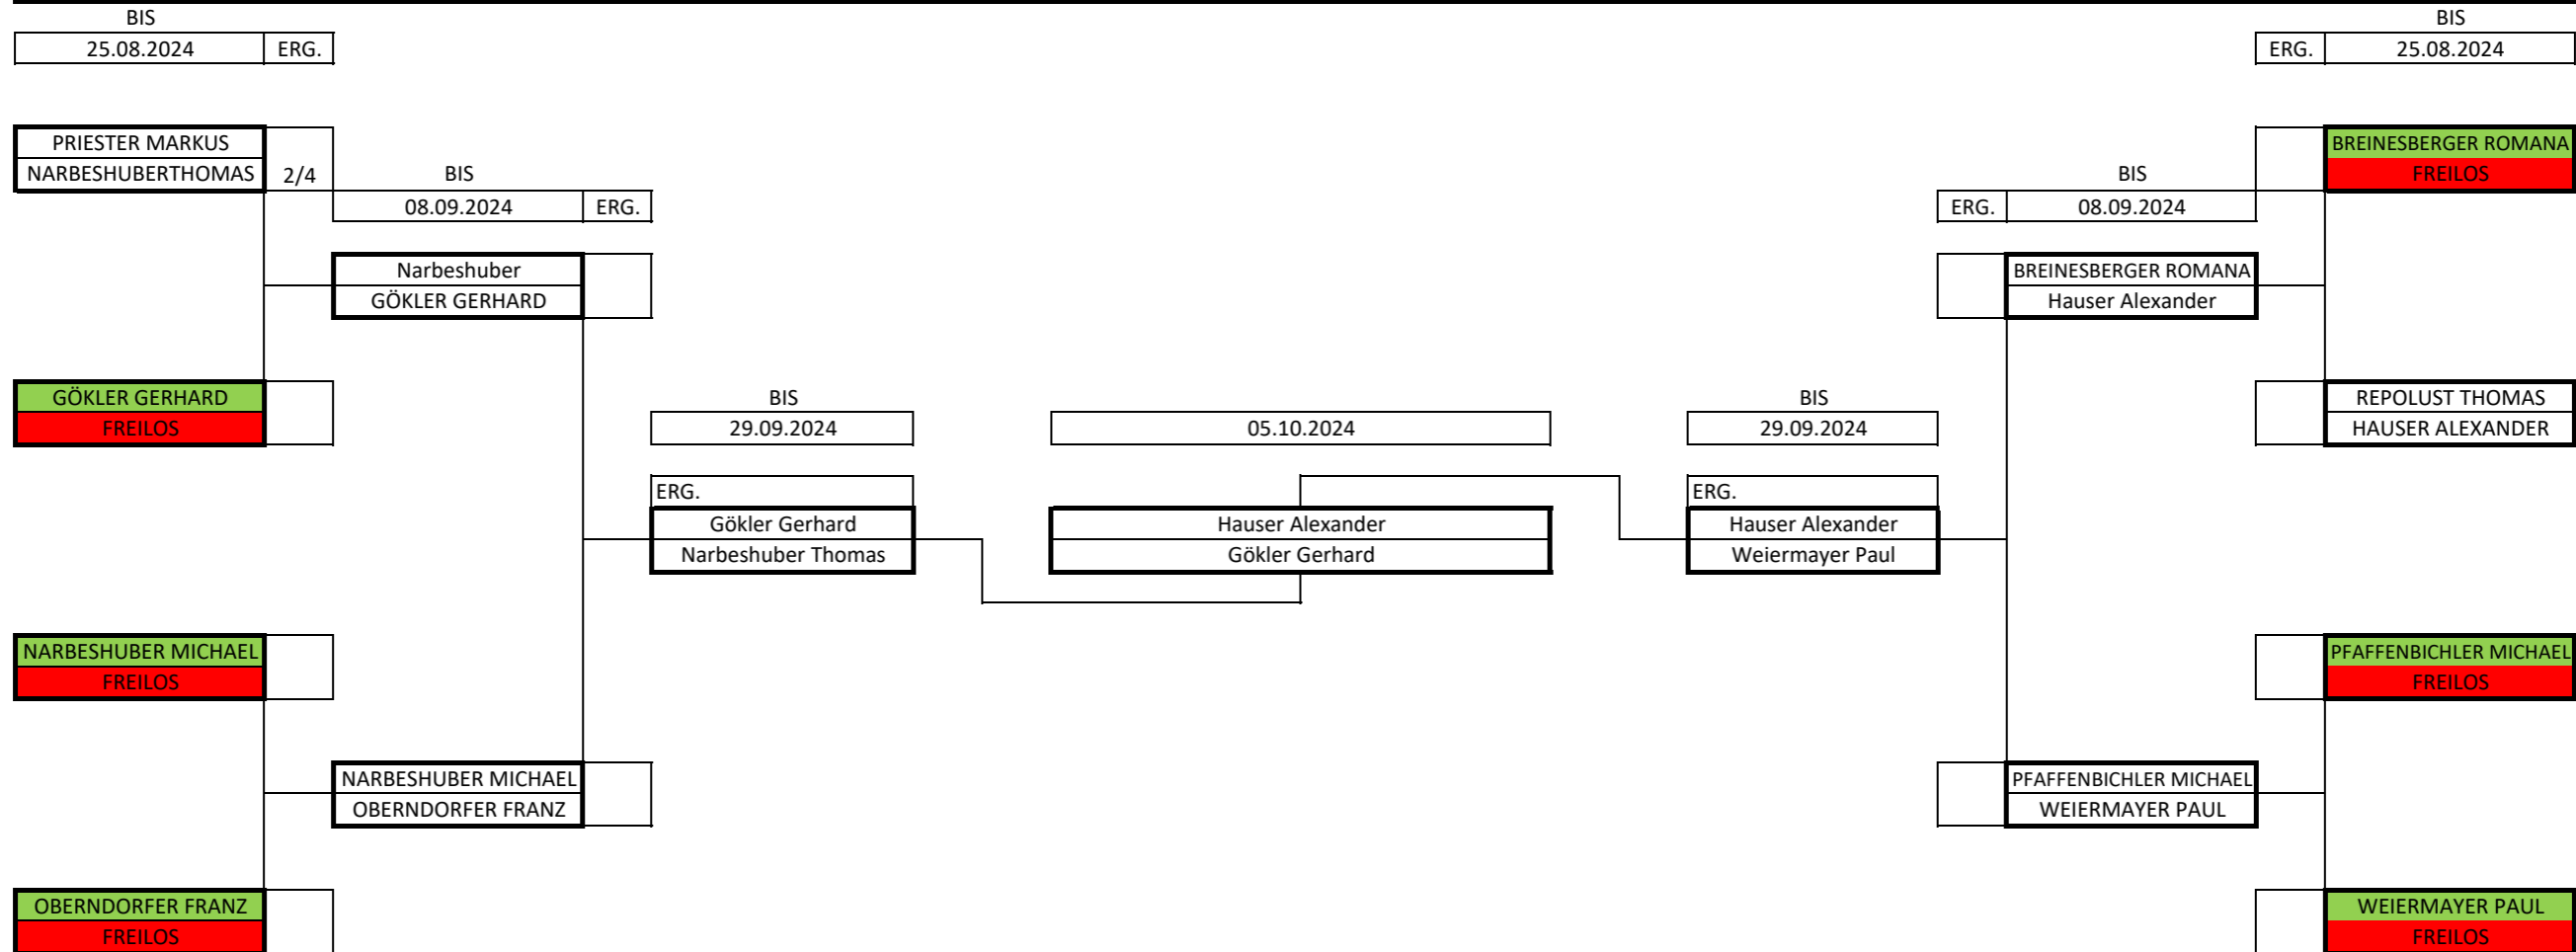 BIS
BIS
25.08.2024 ERG.
ERG. 25.08.2024
PRIESTER MARKUS
BREINESBERGER ROMANA
NARBESHUBERTHOMAS 2/4 BIS
BIS FREILOS
08.09.2024 ERG.
ERG. 08.09.2024
Narbeshuber
BREINESBERGER ROMANA
GÖKLER GERHARD
Hauser Alexander
GÖKLER GERHARD
BIS
BIS
REPOLUST THOMAS
FREILOS
29.09.2024
05.10.2024
29.09.2024
HAUSER ALEXANDER
ERG.
ERG.
Gökler Gerhard
Hauser Alexander
Hauser Alexander
Narbeshuber Thomas
Gökler Gerhard
Weiermayer Paul
NARBESHUBER MICHAEL
PFAFFENBICHLER MICHAEL
FREILOS
FREILOS
NARBESHUBER MICHAEL
PFAFFENBICHLER MICHAEL
OBERNDORFER FRANZ
WEIERMAYER PAUL
OBERNDORFER FRANZ
WEIERMAYER PAUL
FREILOS
FREILOS